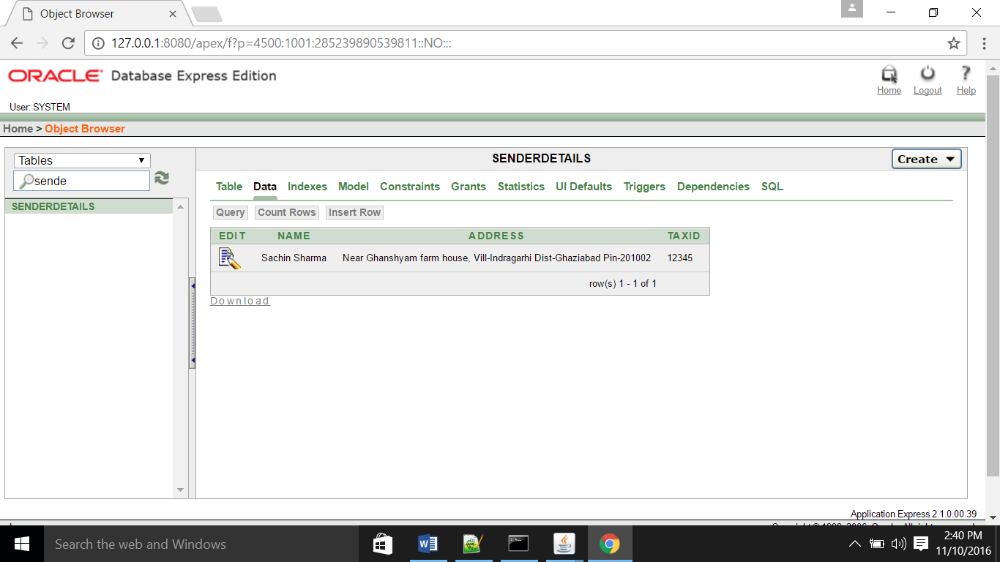 Object Browser
127.0.0.1:8080/apex/f?p=4500:1001:285239890539811::NO:::
ORACLE Database Express Edition
Home Logout Help
User: SYSTEM
Home > Object Browser
Tables
sende
SENDERDETAILS
SENDERDETAILS
Create
Table Data Indexes Model Constraints Grants Statistics UI Defaults Triggers Dependencies SQL
Query Count Rows Insert Row
EDIT NAME ADDRESS TAXID
Sachin Sharma Near Ghanshyam farm house, Vill-Indragarhi Dist-Ghaziabad Pin-201002 12345
row(s) 1 - 1 of 1
Download
Application Express 2.1.0.00.39
Search the web and Windows
2:40 PM
11/10/2016